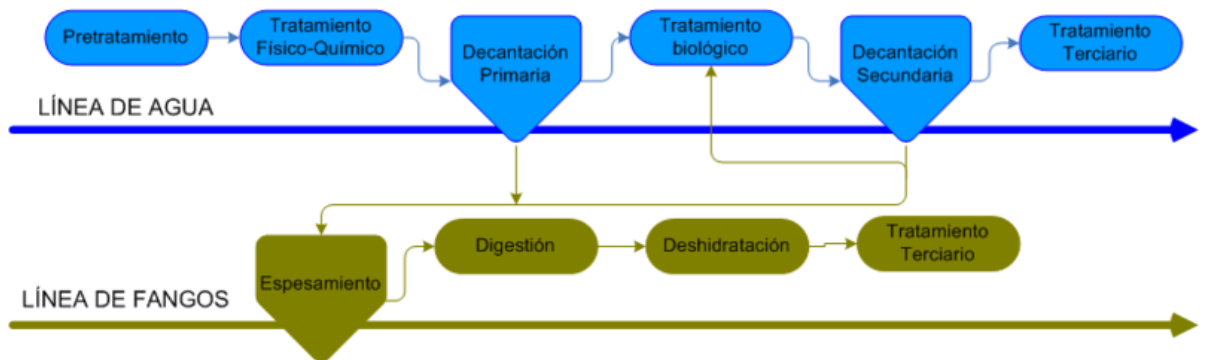 Pretratamiento
Tratamiento
Físico-Químico
Decantación
Primaria
Tratamiento
biológico
Decantación
Secundaria
Tratamiento
Terciario
LÍNEA DE AGUA
Espesamiento
Digestión
Deshidratación
Tratamiento
Terciario
LÍNEA DE FANGOS